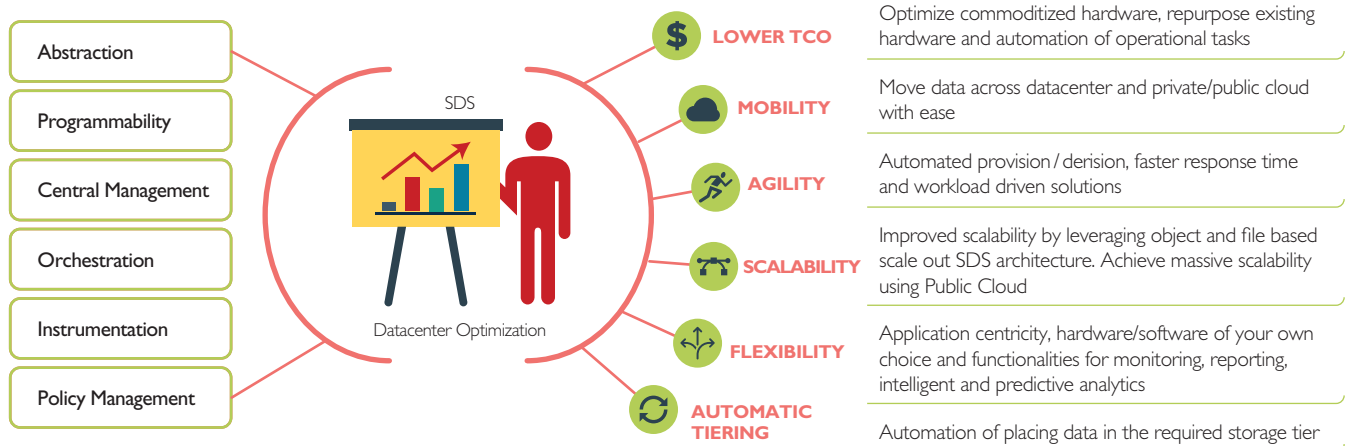 Abstraction
Programmability
Central Management
Orchestration
Instrumentation
Policy Management
SDS
Datacenter Optimization
$ LOWER TCO
Optimize commoditized hardware, repurpose existing
hardware and automation of operational tasks
MOBILITY
Move data across datacenter and private/public cloud
with ease
AGILITY
Automated provision / derision, faster response time
and workload driven solutions
SCALABILITY
Improved scalability by leveraging object and file based
scale out SDS architecture. Achieve massive scalability
using Public Cloud
FLEXIBILITY
Application centricity, hardware/software of your own
choice and functionalities for monitoring, reporting,
intelligent and predictive analytics
AUTOMATIC
TIERING
Automation of placing data in the required storage tier